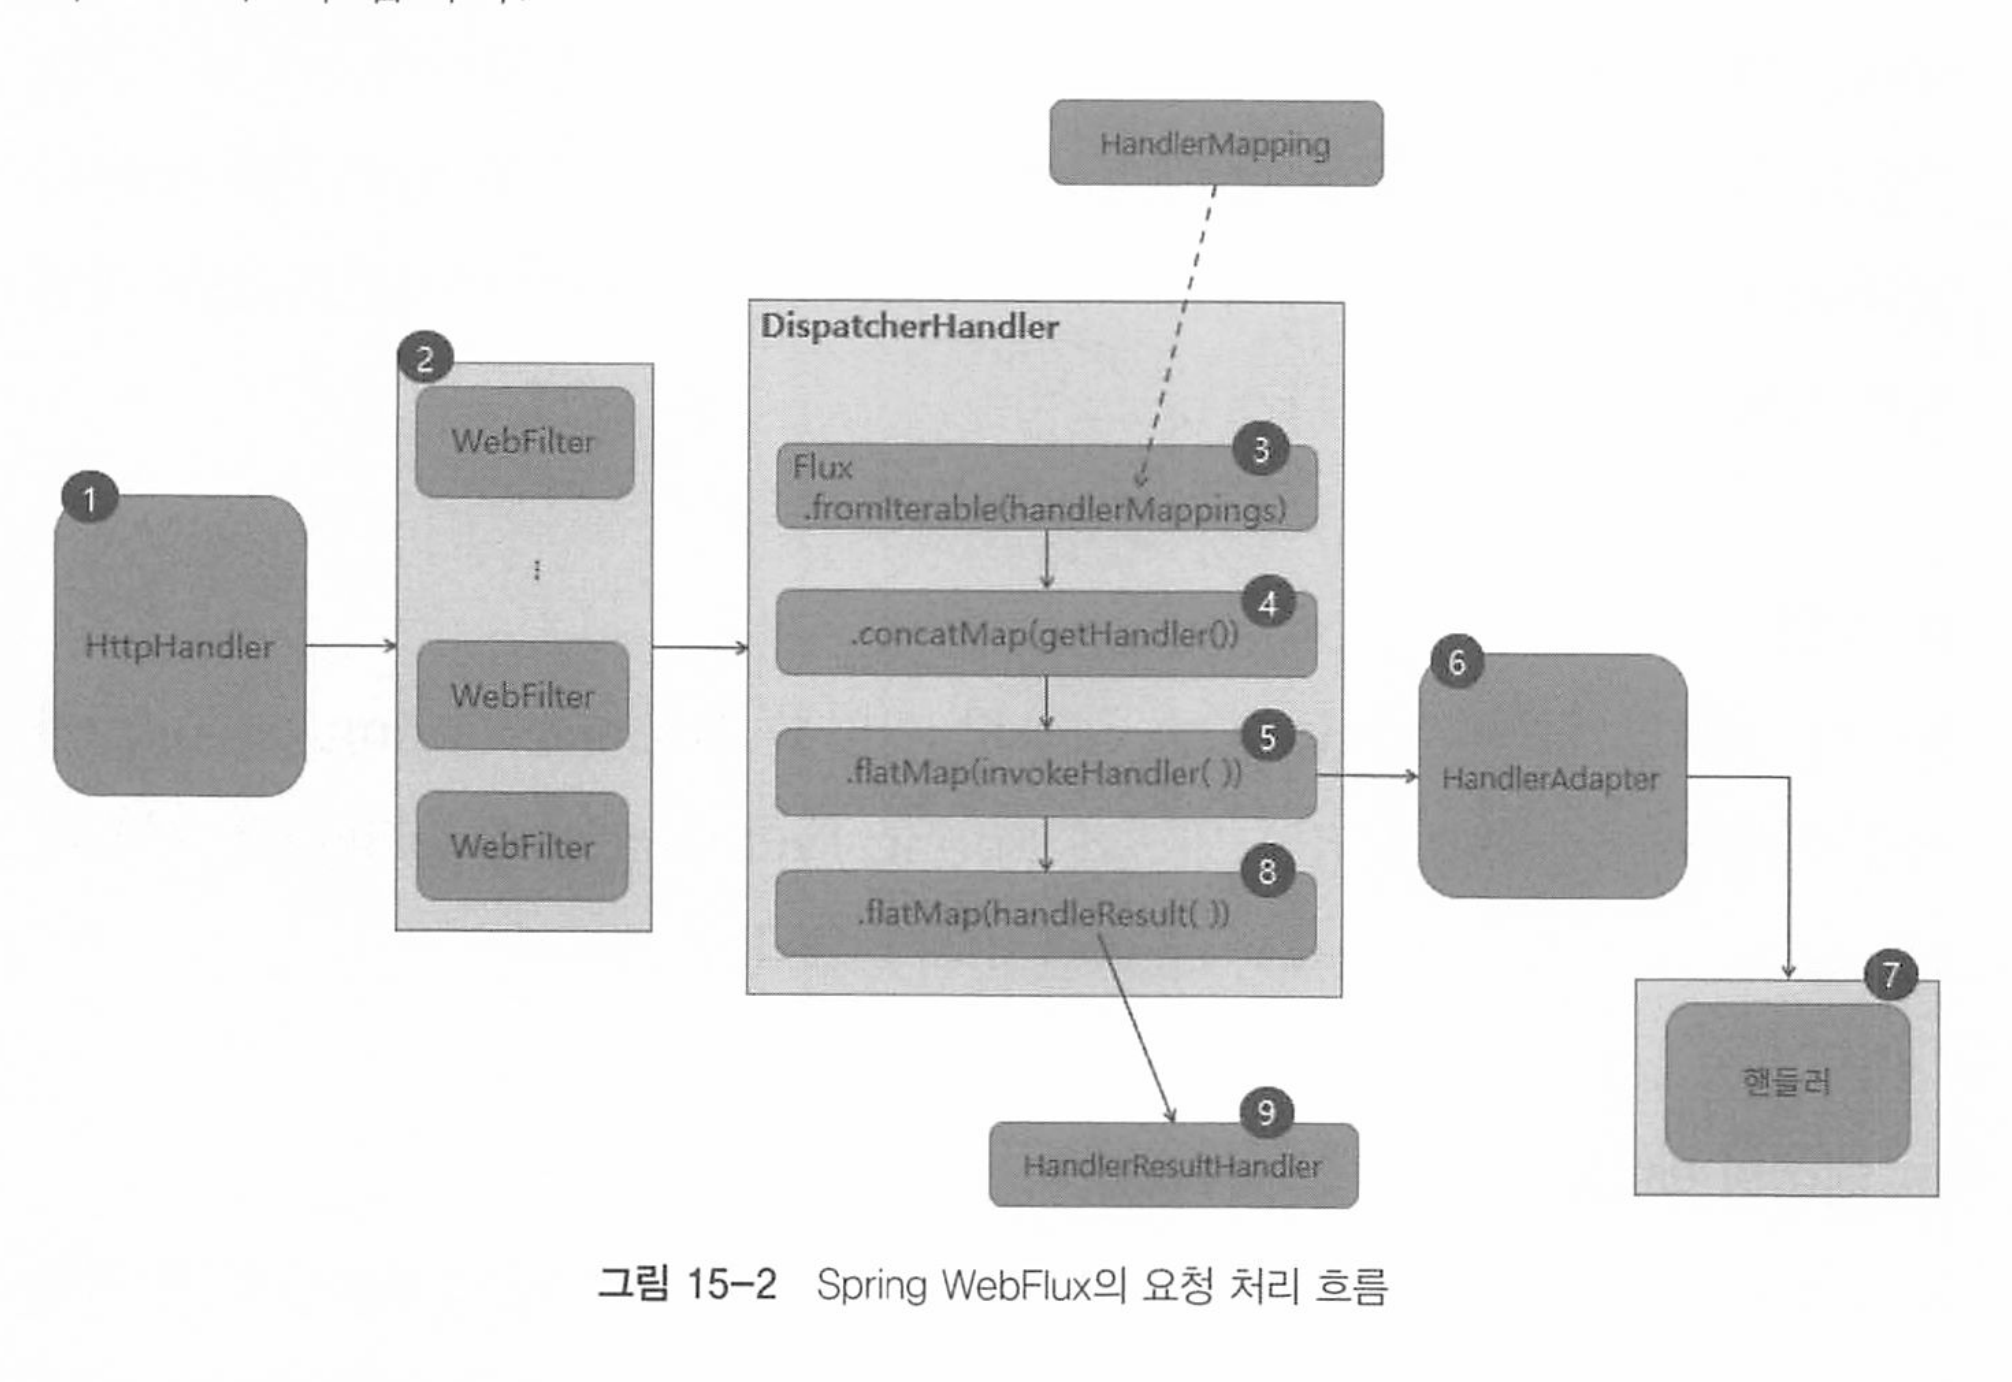 HandlerMapping
DispatcherHandler
2
WebFilter
3
Flux
1
.fromIterable(handlerMappings)
⋮
4
.concatMap(getHandler())
HttpHandler
6
WebFilter
5
.flatMap(invokeHandler( ))
HandlerAdapter
WebFilter
8
.flatMap(handleResult( ))
7
핸들러
9
HandlerResultHandler
그림 15-2 Spring WebFlux의 요청 처리 흐름